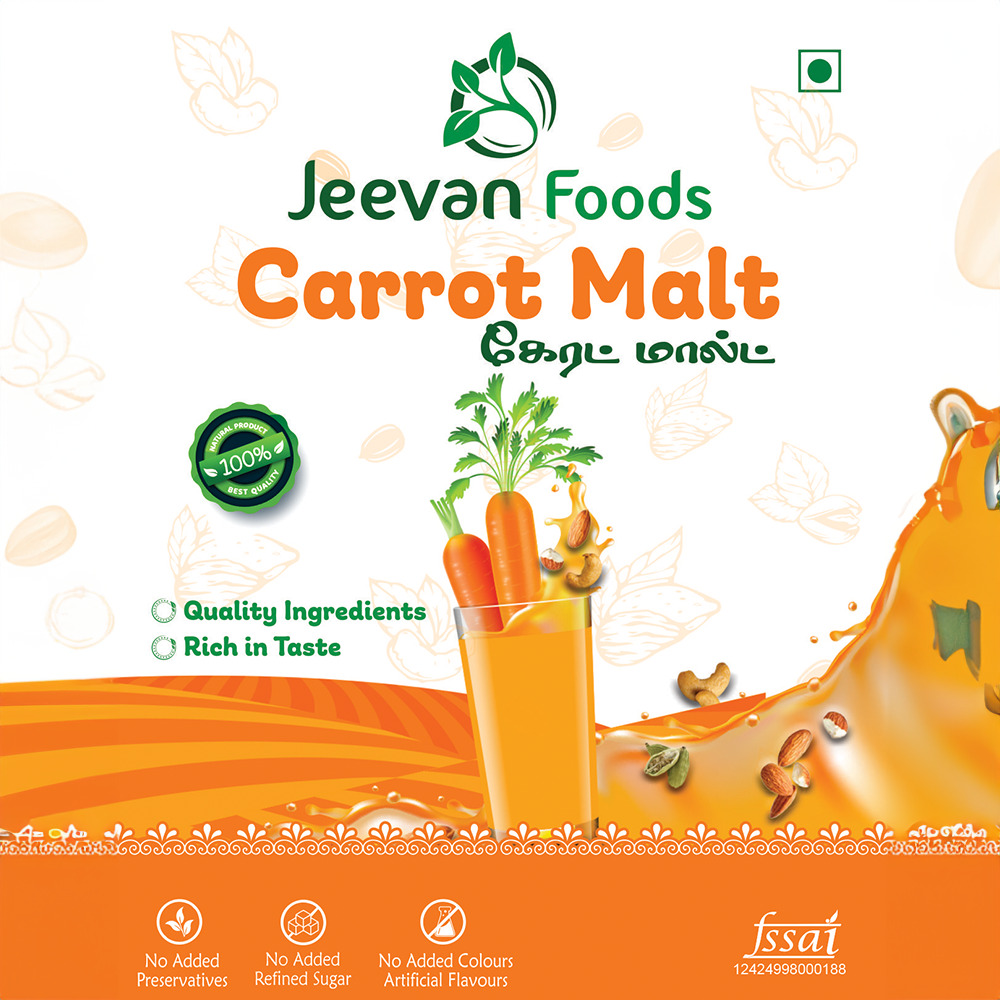 Jeevan Foods
Carrot Malt
கேரட் மால்ட்
NATURAL PRODUCT
100%
BEST QUALITY
Quality Ingredients
Rich in Taste
No Added
Preservatives
No Added
Refined Sugar
No Added Colours
Artificial Flavours
fssai
12424998000188